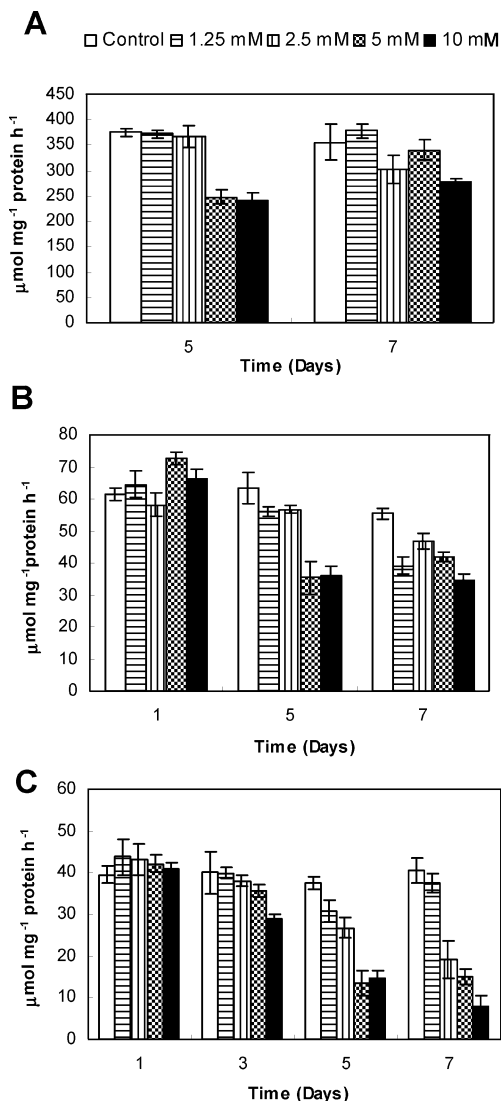 A
Control 1.25 mM 2.5 mM 5 mM 10 mM
450
400
350
300
250
200
150
100
50
0
µmol mg⁻¹ protein h⁻¹
5 7
Time (Days)
B
80
70
60
50
40
30
20
10
0
µmol mg⁻¹protein h⁻¹
1 5 7
Time (Days)
C
60
50
40
30
20
10
0
µmol mg⁻¹ protein h⁻¹
1 3 5 7
Time (Days)